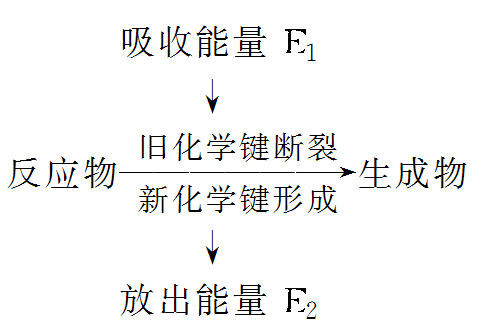 吸收能量 E₁
旧化学键断裂
反应物 生成物
新化学键形成
放出能量 E₂